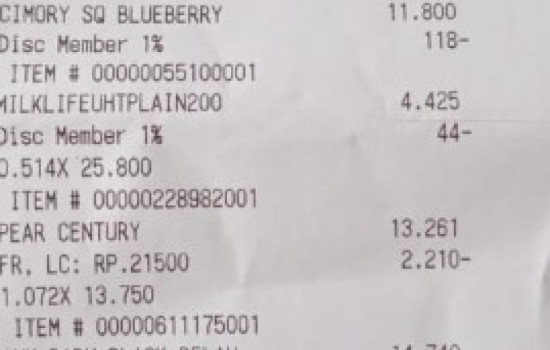 CIMORY SQ BLUEBERRY 11.800
Disc Member 1% 118-
ITEM # 00000055100001
MILKLIFEUHTPLAIN200 4.425
Disc Member 1% 44-
0.514X 25.800
ITEM # 00000228982001
PEAR CENTURY 13.261
FR. LC: RP.21500 2.210-
1.072X 13.750
ITEM # 00000611175001